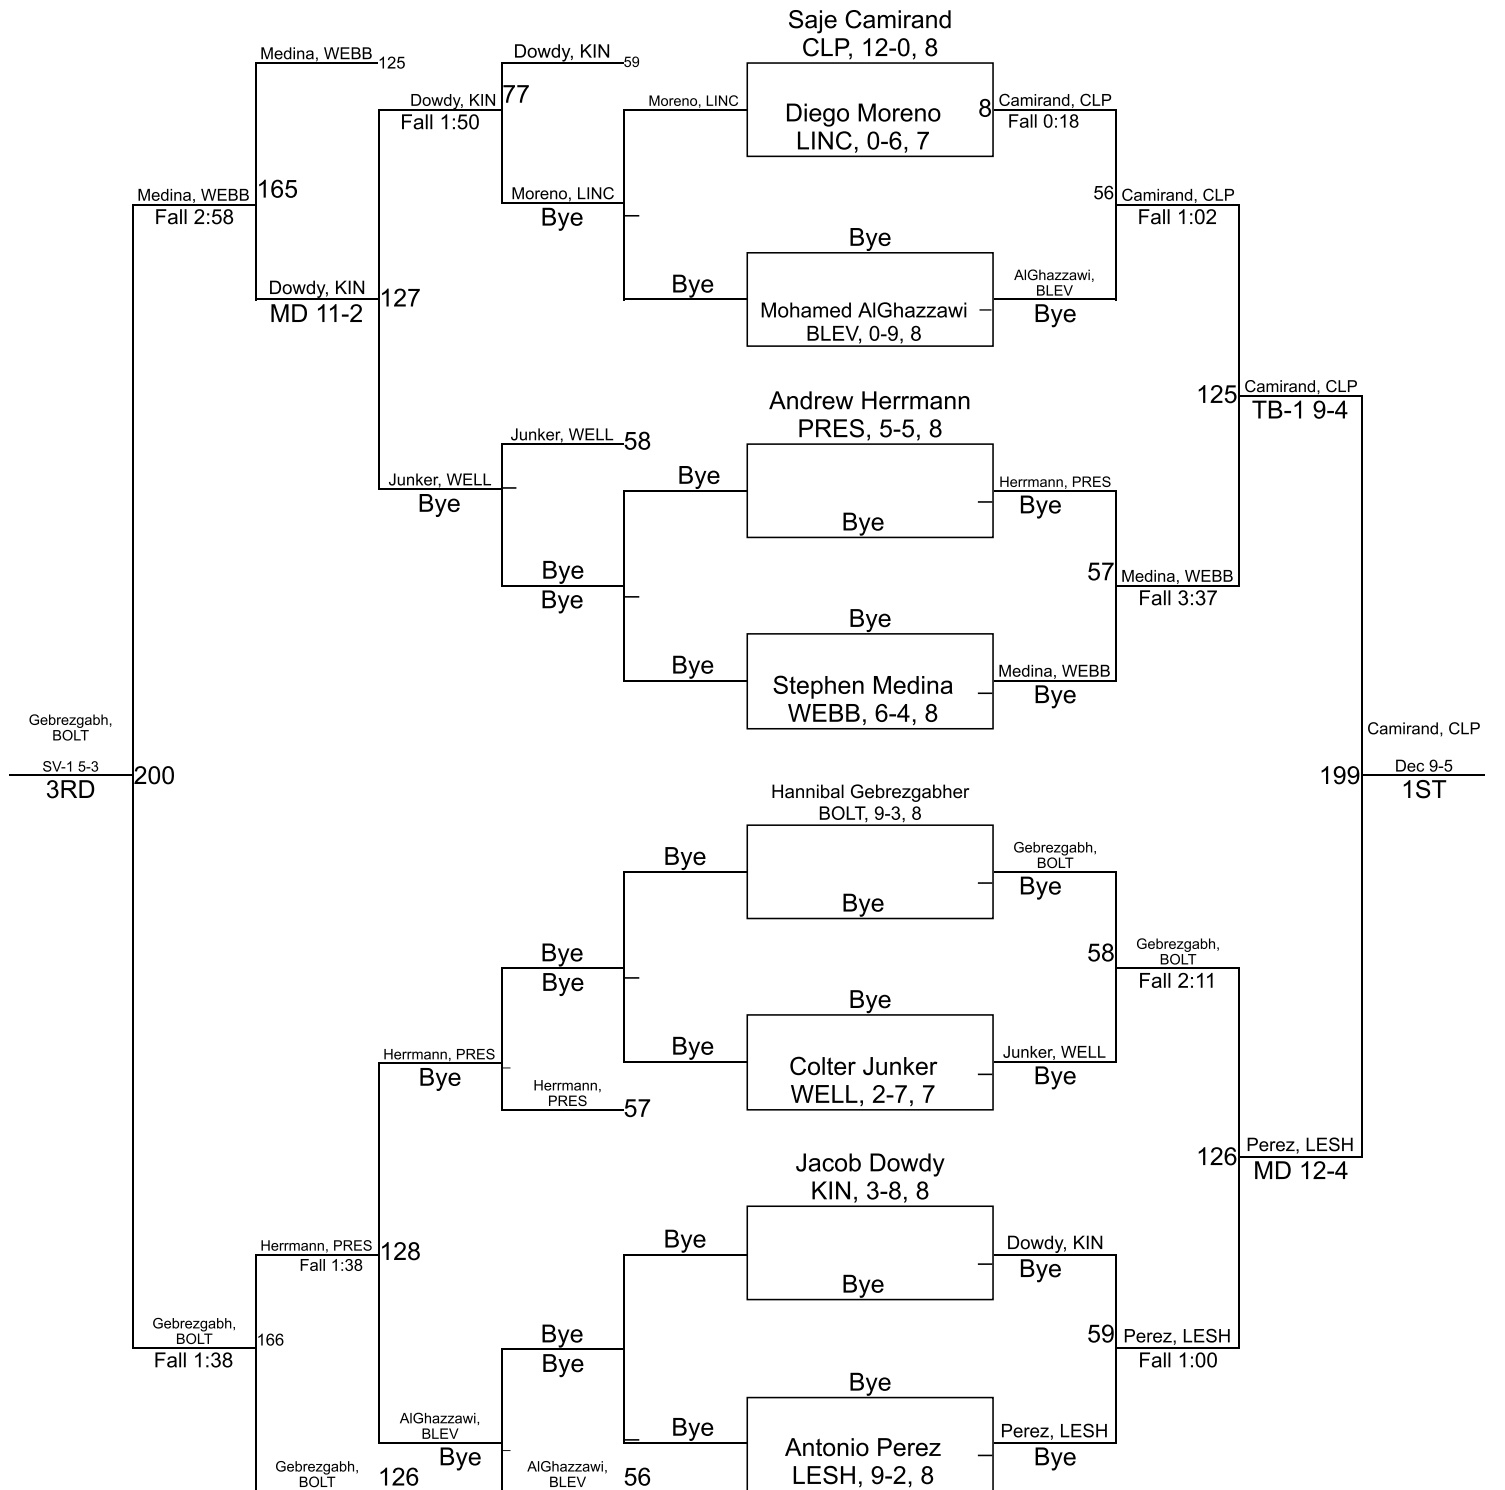 Saje Camirand
CLP, 12-0, 8
Medina, WEBB
125
Dowdy, KIN
59
Dowdy, KIN
77
Fall 1:50
Moreno, LINC
Diego Moreno
LINC, 0-6, 7
8
Camirand, CLP
Fall 0:18
Medina, WEBB
165
Fall 2:58
Moreno, LINC
Bye
56
Camirand, CLP
Fall 1:02
Bye
Dowdy, KIN
127
MD 11-2
Bye
Mohamed AlGhazzawi
BLEV, 0-9, 8
AlGhazzawi,
BLEV
Bye
Andrew Herrmann
PRES, 5-5, 8
125
Camirand, CLP
TB-1 9-4
Junker, WELL
58
Junker, WELL
Bye
Bye
Bye
Herrmann, PRES
Bye
Bye
Bye
57
Medina, WEBB
Fall 3:37
Bye
Bye
Stephen Medina
WEBB, 6-4, 8
Medina, WEBB
Bye
Gebrezgabh,
BOLT
SV-1 5-3
3RD
200
Camirand, CLP
199
Dec 9-5
1ST
Hannibal Gebrezgabher
BOLT, 9-3, 8
Bye
Bye
Gebrezgabh,
BOLT
Bye
Bye
Bye
58
Gebrezgabh,
BOLT
Fall 2:11
Bye
Bye
Colter Junker
WELL, 2-7, 7
Junker, WELL
Bye
Herrmann, PRES
Bye
Herrmann,
PRES
57
Jacob Dowdy
KIN, 3-8, 8
126
Perez, LESH
MD 12-4
Herrmann, PRES
128
Fall 1:38
Bye
Bye
Dowdy, KIN
Bye
Gebrezgabh,
BOLT
166
Fall 1:38
Bye
Bye
59
Perez, LESH
Fall 1:00
Bye
AlGhazzawi,
BLEV
Bye
Bye
Antonio Perez
LESH, 9-2, 8
Perez, LESH
Bye
Gebrezgabh,
BOLT
126
AlGhazzawi,
BLEV
56